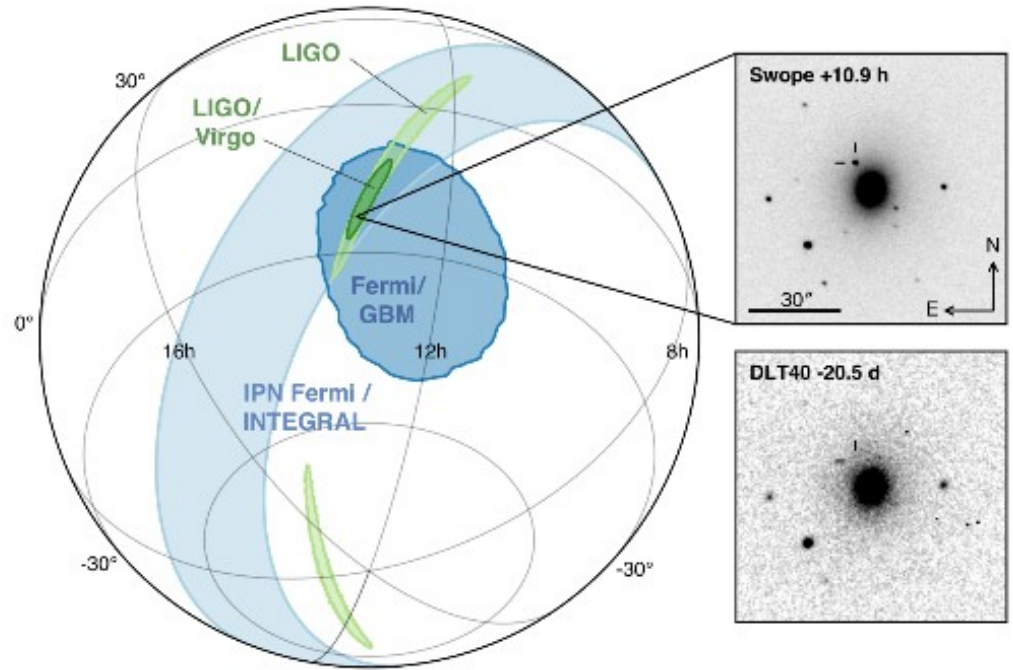 LIGO
30°
LIGO/
Virgo
Fermi/
GBM
0°
16h
12h
8h
IPN Fermi /
INTEGRAL
-30°
-30°
Swope +10.9 h
N
30"
E
DLT40 -20.5 d